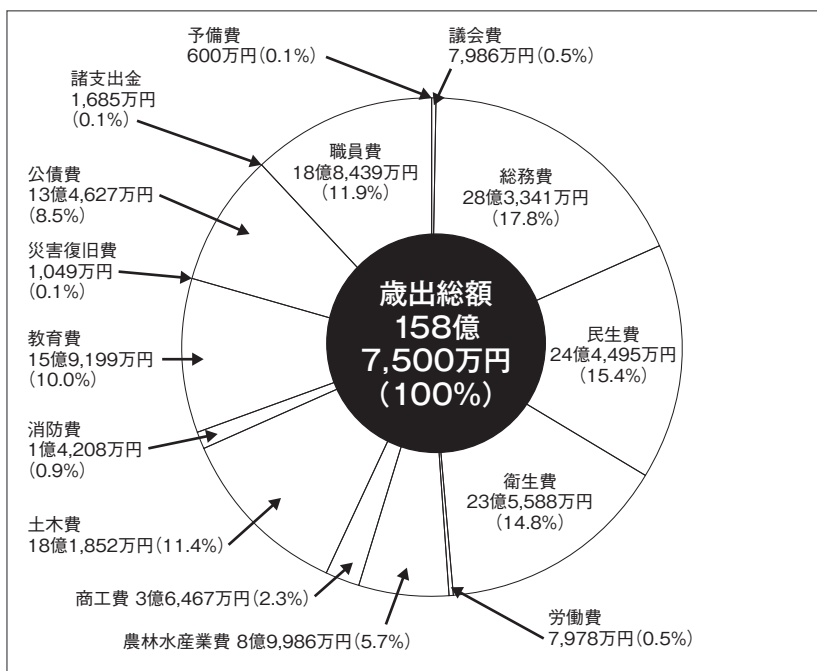 予備費
600万円(0.1%)
議会費
7,986万円(0.5%)
諸支出金
1,685万円
(0.1%)
職員費
18億8,439万円
(11.9%)
総務費
28億3,341万円
(17.8%)
公債費
13億4,627万円
(8.5%)
災害復旧費
1,049万円
(0.1%)
歳出総額
158億
7,500万円
(100%)
民生費
24億4,495万円
(15.4%)
教育費
15億9,199万円
(10.0%)
消防費
1億4,208万円
(0.9%)
衛生費
23億5,588万円
(14.8%)
土木費
18億1,852万円(11.4%)
商工費 3億6,467万円(2.3%)
労働費
7,978万円(0.5%)
農林水産業費 8億9,986万円(5.7%)